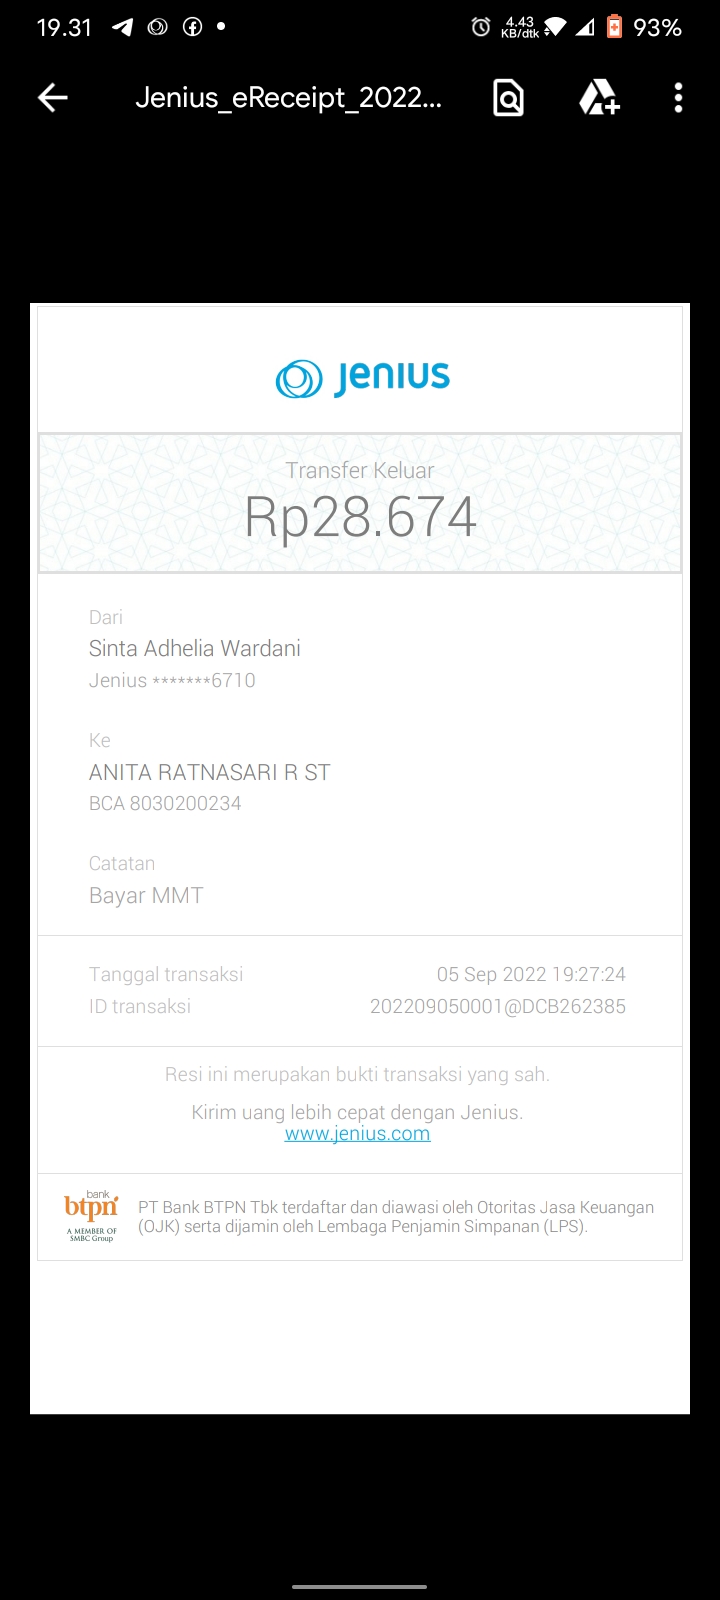 19.31
4.43
KB/dtk
93%
Jenius_eReceipt_2022...
jenius
Transfer Keluar
Rp28.674
Dari
Sinta Adhelia Wardani
Jenius *******6710
Ke
ANITA RATNASARI R ST
BCA 8030200234
Catatan
Bayar MMT
Tanggal transaksi 05 Sep 2022 19:27:24
ID transaksi 202209050001@DCB262385
Resi ini merupakan bukti transaksi yang sah.
Kirim uang lebih cepat dengan Jenius.
www.jenius.com
bank
btpn
A MEMBER OF
SMBC Group
PT Bank BTPN Tbk terdaftar dan diawasi oleh Otoritas Jasa Keuangan
(OJK) serta dijamin oleh Lembaga Penjamin Simpanan (LPS).